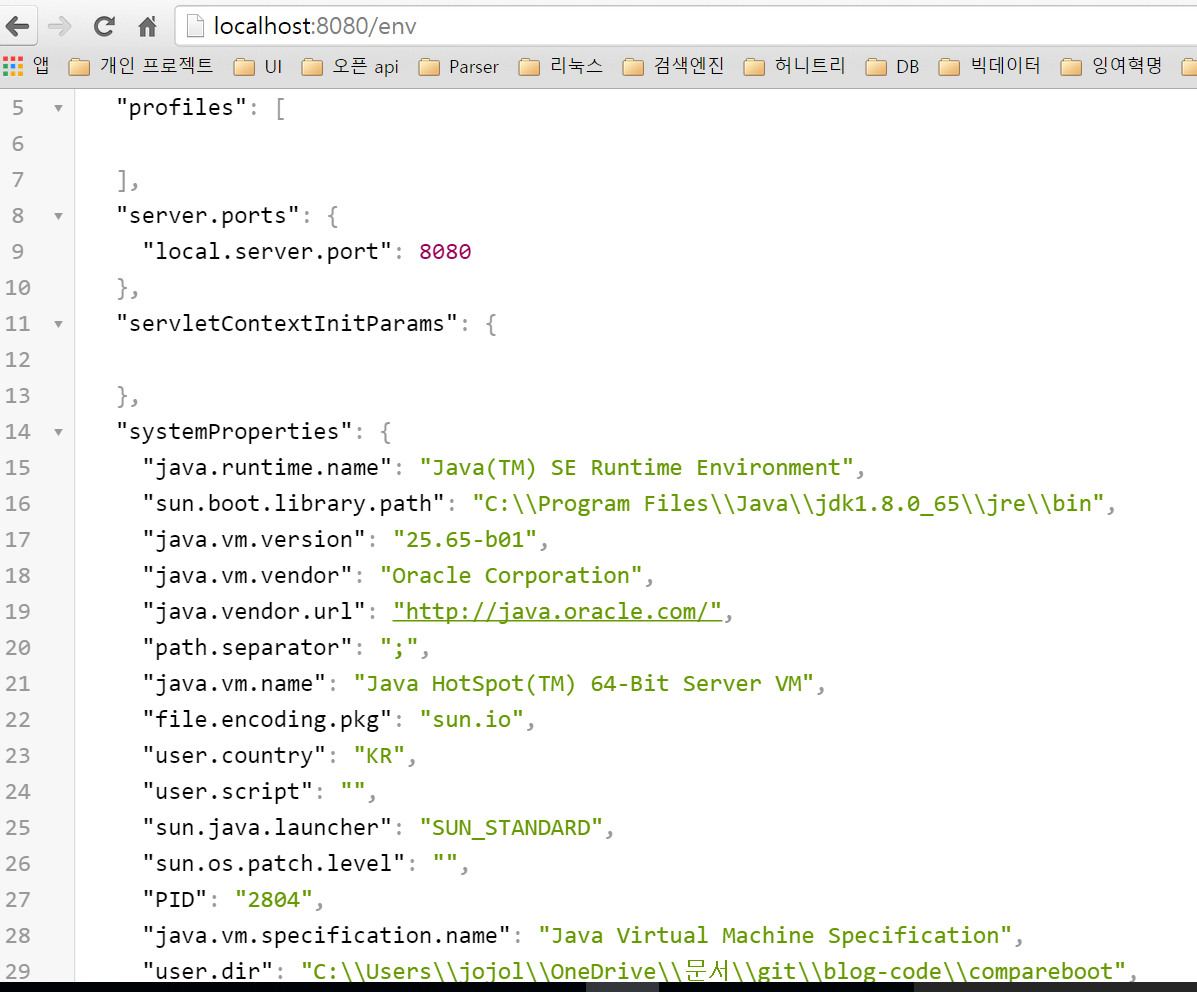 localhost:8080/env
앱 개인 프로젝트 UI 오픈 api Parser 리눅스 검색엔진 허니트리 DB 빅데이터 잉여혁명
5 "profiles": [
6
7 ],
8 "server.ports": {
9 "local.server.port": 8080
10 },
11 "servletContextInitParams": {
12
13 },
14 "systemProperties": {
15 "java.runtime.name": "Java(TM) SE Runtime Environment",
16 "sun.boot.library.path": "C:\\Program Files\\Java\\jdk1.8.0_65\\jre\\bin",
17 "java.vm.version": "25.65-b01",
18 "java.vm.vendor": "Oracle Corporation",
19 "java.vendor.url": "http://java.oracle.com/",
20 "path.separator": ";",
21 "java.vm.name": "Java HotSpot(TM) 64-Bit Server VM",
22 "file.encoding.pkg": "sun.io",
23 "user.country": "KR",
24 "user.script": "",
25 "sun.java.launcher": "SUN_STANDARD",
26 "sun.os.patch.level": "",
27 "PID": "2804",
28 "java.vm.specification.name": "Java Virtual Machine Specification",
29 "user.dir": "C:\\Users\\jojol\\OneDrive\\문서\\git\\blog-code\\compareboot",